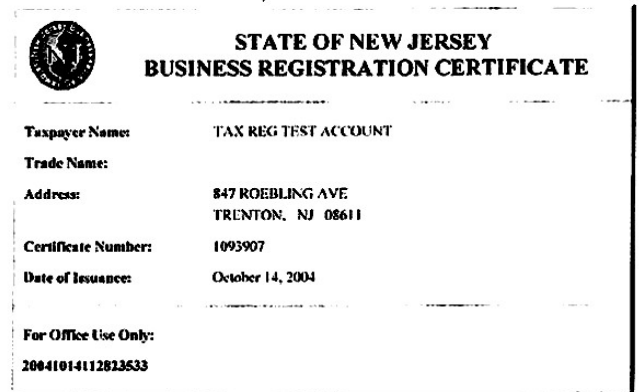 STATE OF NEW JERSEY
BUSINESS REGISTRATION CERTIFICATE
Taxpayer Name: TAX REG TEST ACCOUNT
Trade Name:
Address: 847 ROEBLING AVE
TRENTON, NJ 08611
Certificate Number: 1093907
Date of Issuance: October 14, 2004
For Office Use Only:
20041014112823533